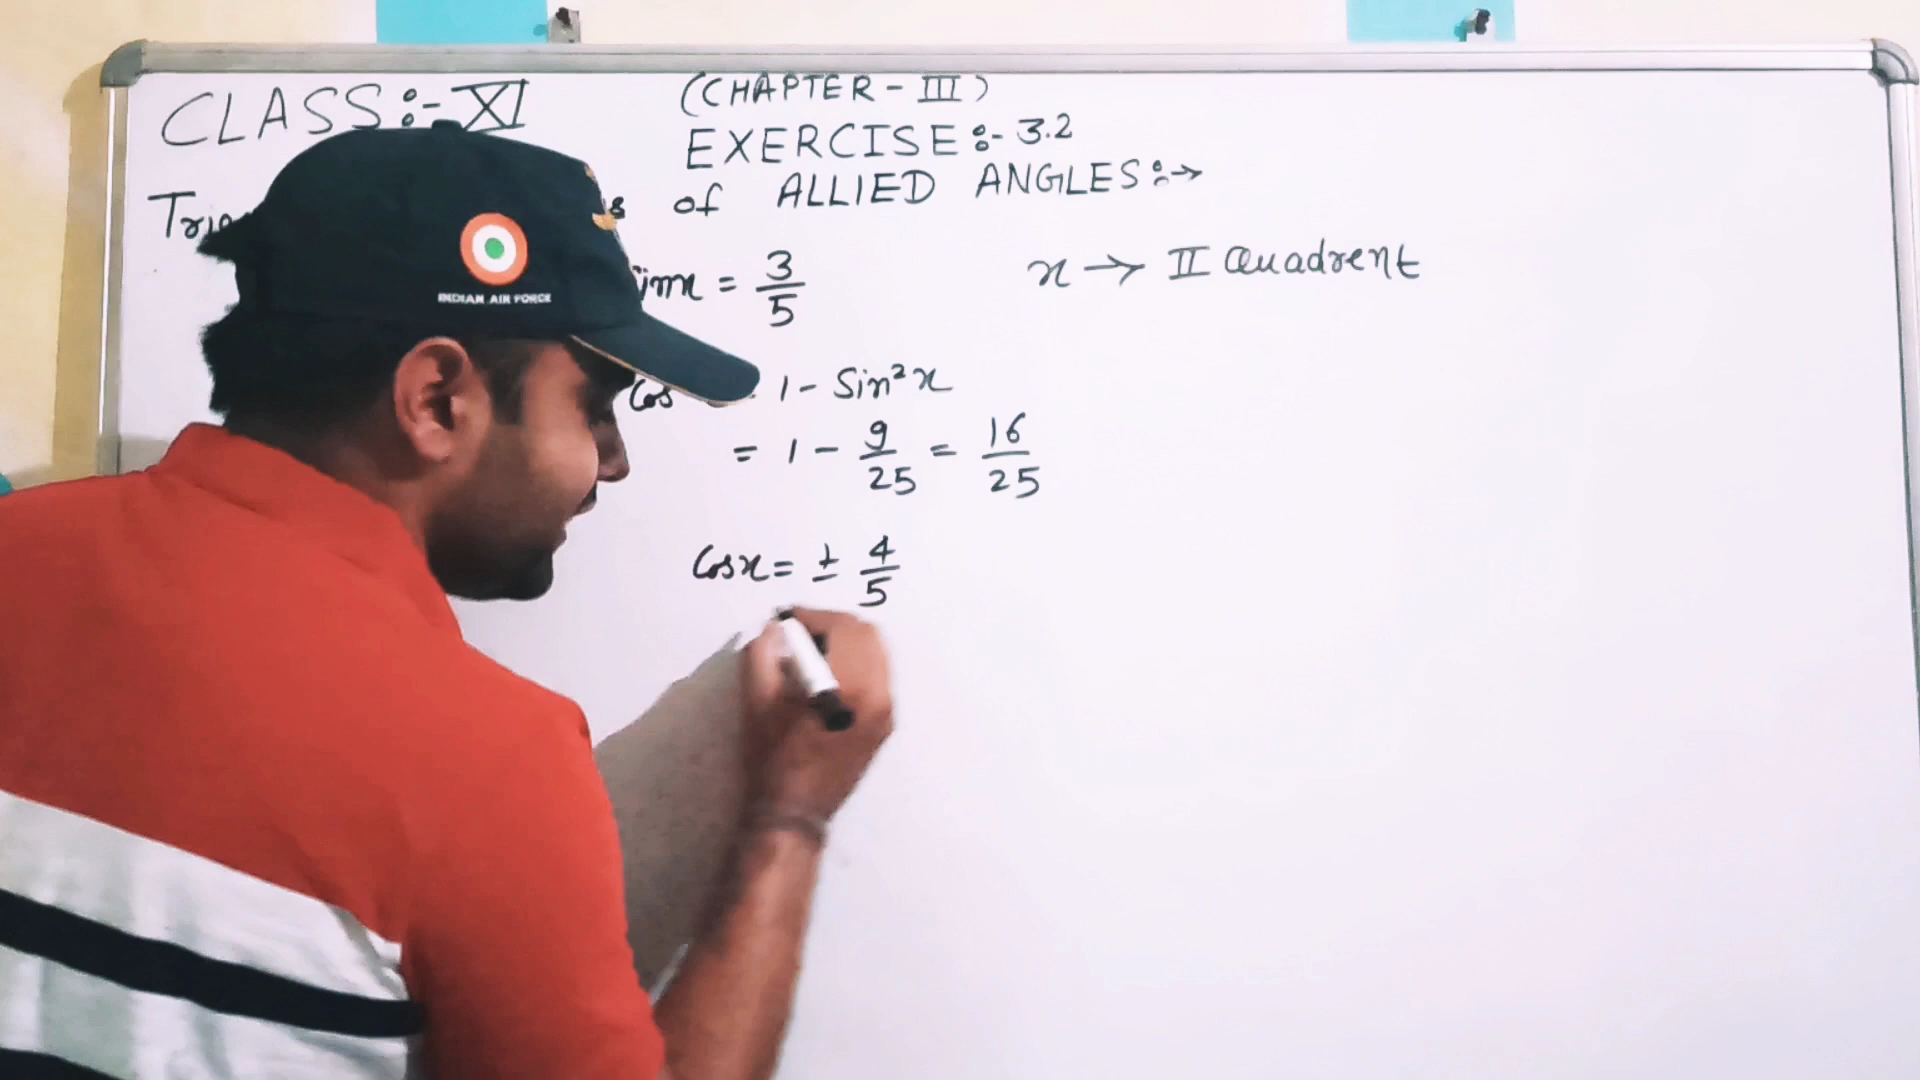 CLASS:- XI
(CHAPTER - III)
EXERCISE:- 3.2
of ALLIED ANGLES:→
= 3/5
x → II Quadrent
INDIAN AIR FORCE
Cos = 1 - Sin²x
= 1 - 9/25 = 16/25
Cosx = ± 4/5